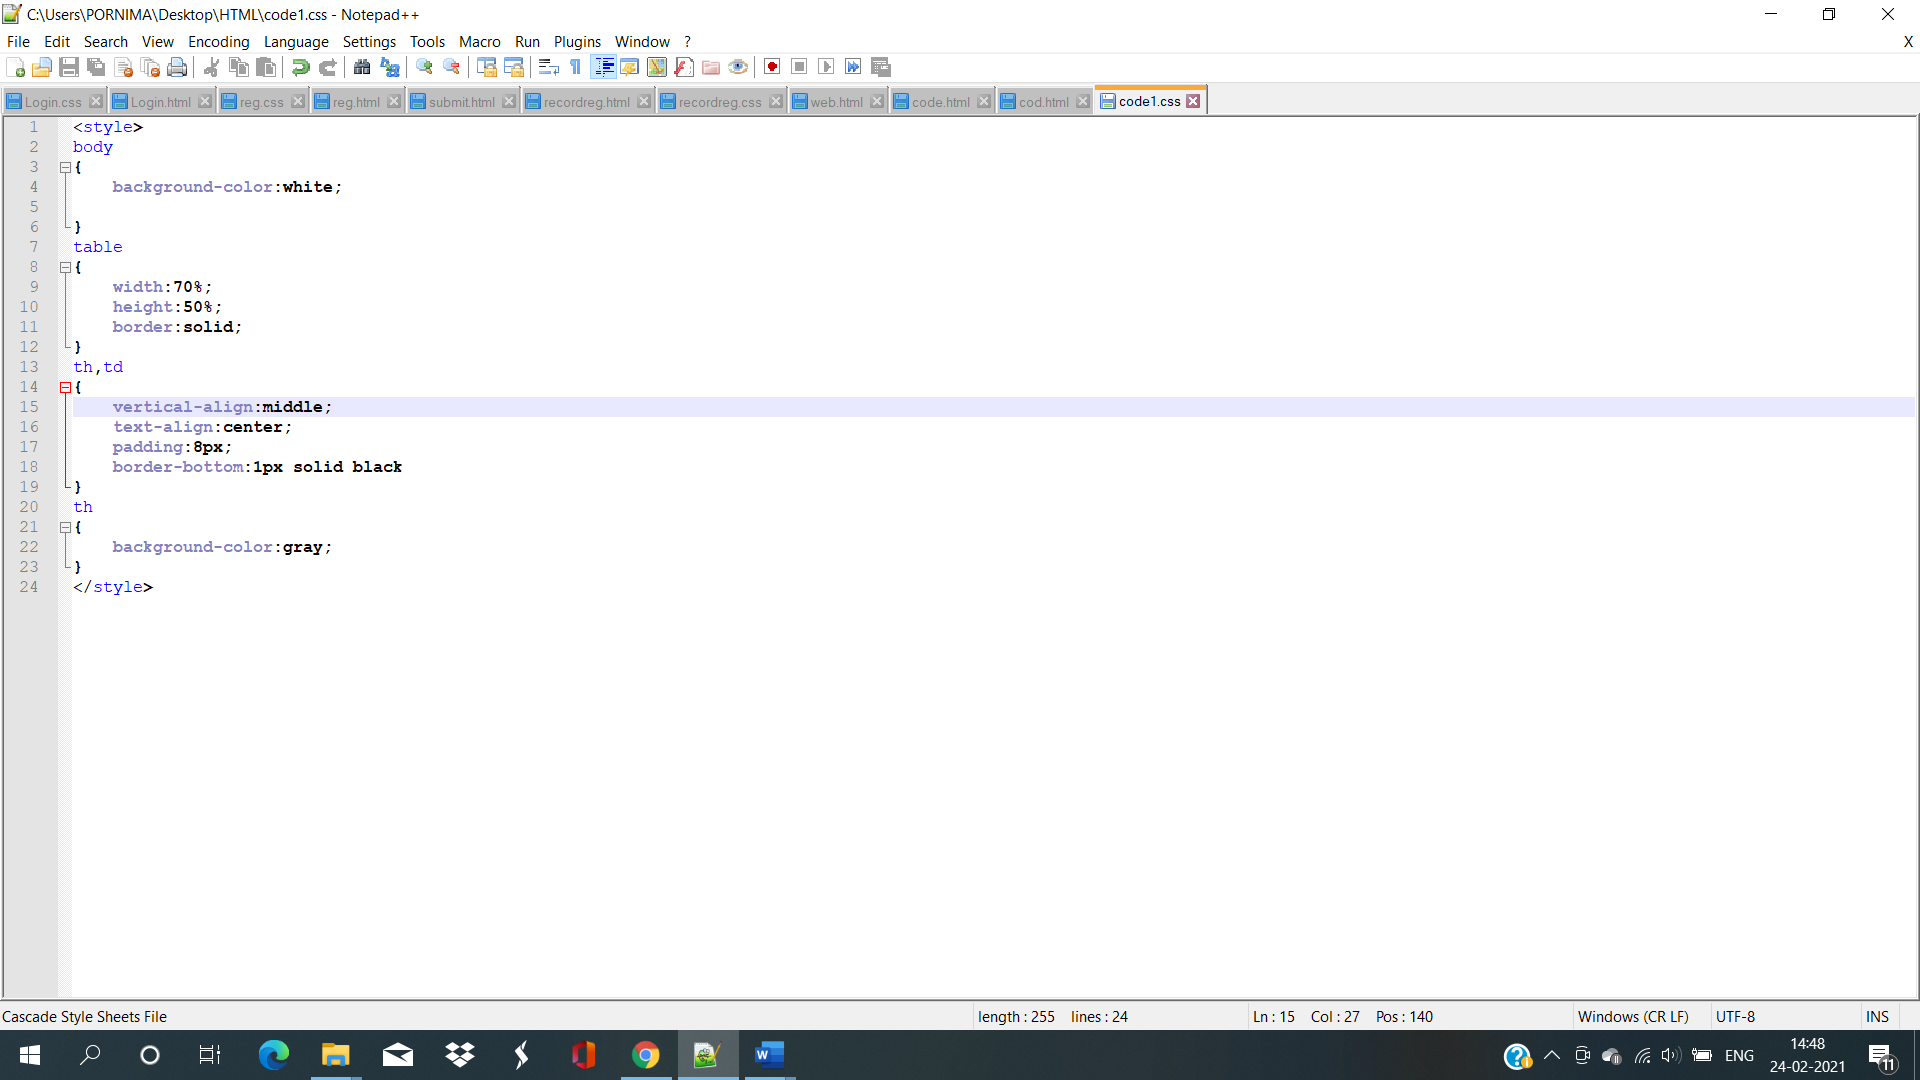 C:\Users\PORNIMA\Desktop\HTML\code1.css - Notepad++
File Edit Search View Encoding Language Settings Tools Macro Run Plugins Window ? X
Login.css Login.html reg.css reg.html submit.html recordreg.html recordreg.css web.html code.html cod.html code1.css
1 <style>
2 body
3 {
4 background-color:white;
5
6 }
7 table
8 {
9 width:70%;
10 height:50%;
11 border:solid;
12 }
13 th,td
14 {
15 vertical-align:middle;
16 text-align:center;
17 padding:8px;
18 border-bottom:1px solid black
19 }
20 th
21 {
22 background-color:gray;
23 }
24 </style>
Cascade Style Sheets File length : 255 lines : 24 Ln : 15 Col : 27 Pos : 140 Windows (CR LF) UTF-8 INS
ENG 14:48
24-02-2021
11